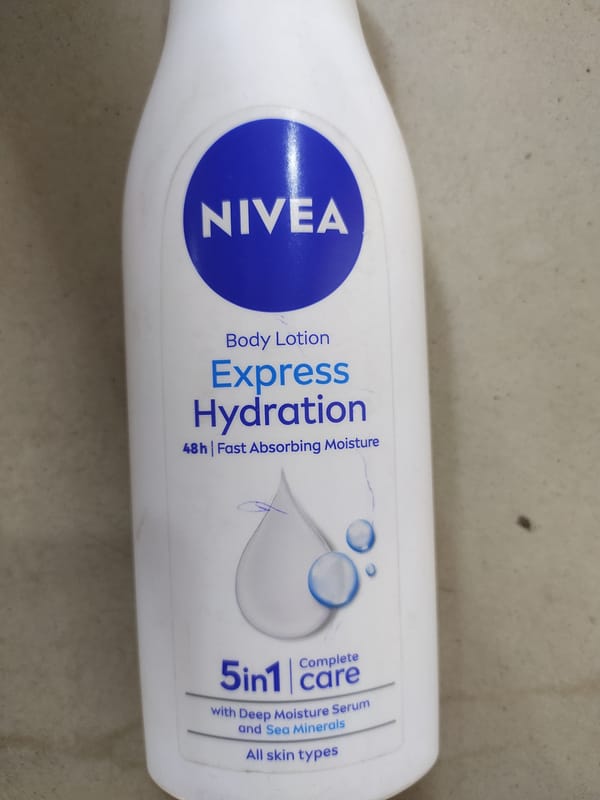 NIVEA
Body Lotion
Express
Hydration
48h | Fast Absorbing Moisture
5in1 | Complete care
with Deep Moisture Serum
and Sea Minerals
All skin types